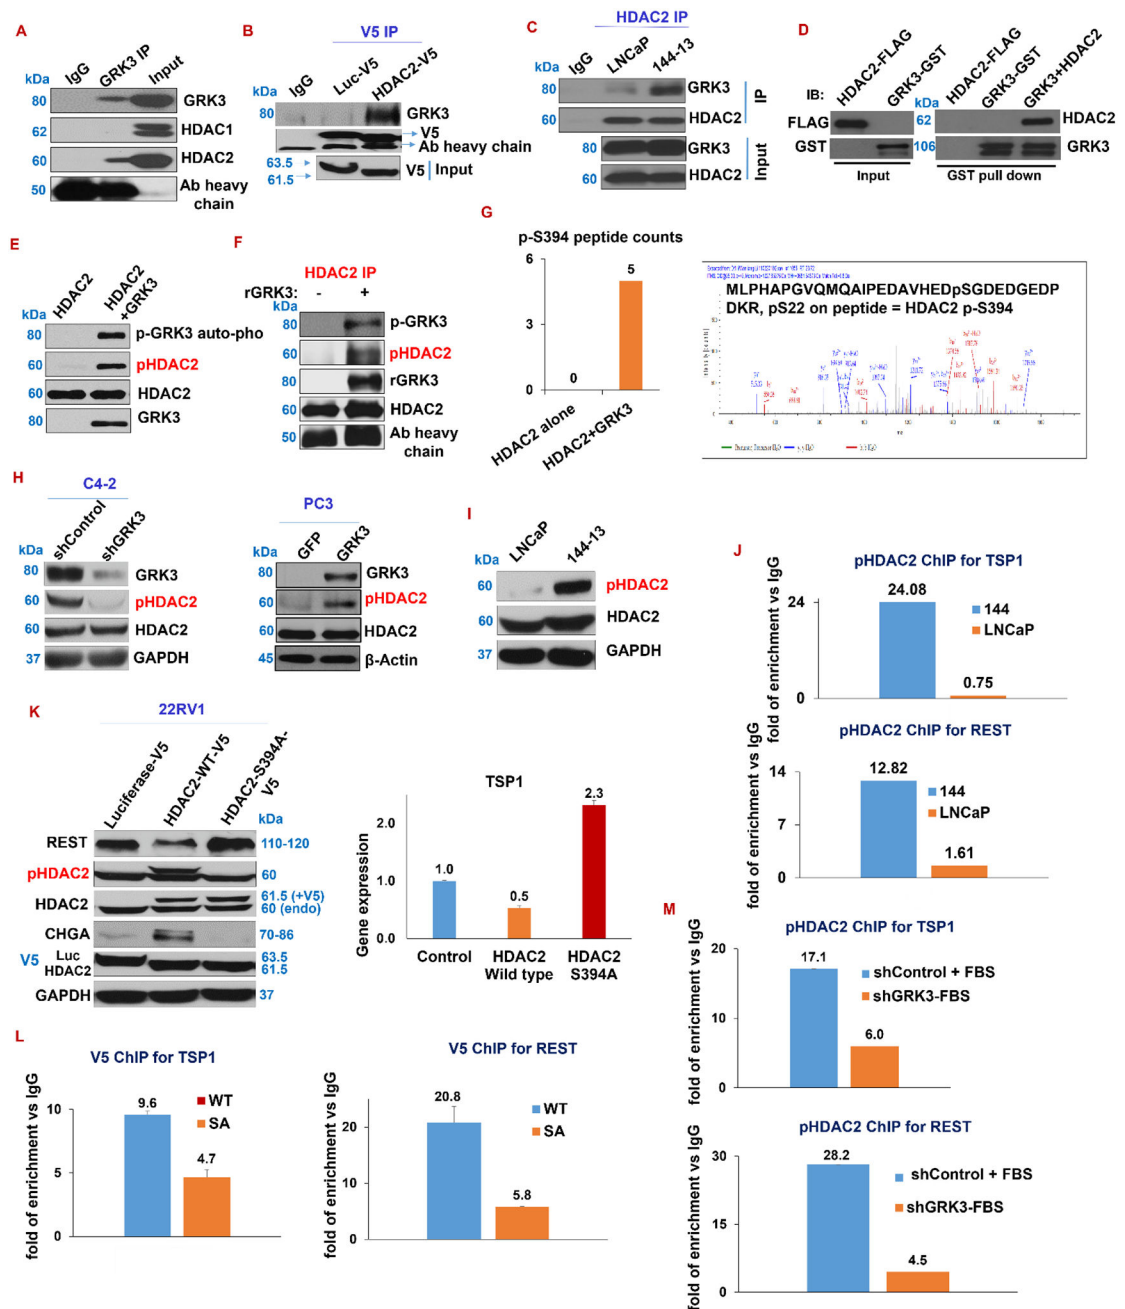 A
IgG
GRK3 IP
Input
kDa
80
GRK3
62
HDAC1
60
HDAC2
50
Ab heavy
chain
B
V5 IP
IgG
Luc-V5
HDAC2-V5
kDa
80
GRK3
V5
Ab heavy chain
63.5
61.5
V5
Input
C
HDAC2 IP
IgG
LNCaP
144-13
kDa
80
GRK3
60
HDAC2
IP
80
GRK3
60
HDAC2
Input
D
HDAC2-FLAG
GRK3-GST
HDAC2-FLAG
GRK3-GST
GRK3+HDAC2
IB:
kDa
FLAG
62
HDAC2
GST
106
GRK3
Input
GST pull down
E
HDAC2
HDAC2
+GRK3
kDa
80
p-GRK3 auto-pho
60
pHDAC2
60
HDAC2
80
GRK3
F
HDAC2 IP
rGRK3:
-
+
kDa
80
p-GRK3
60
pHDAC2
80
rGRK3
60
HDAC2
50
Ab heavy
chain
G
p-S394 peptide counts
6
3
0
0
5
HDAC2 alone
HDAC2+GRK3
MLPHAPGVQMQAIPEDAVHEDpSGDEDGEDP
DKR, pS22 on peptide = HDAC2 p-S394
H
C4-2
shControl
shGRK3
kDa
80
GRK3
60
pHDAC2
60
HDAC2
37
GAPDH
PC3
GFP
GRK3
kDa
80
GRK3
60
pHDAC2
60
HDAC2
45
β-Actin
I
LNCaP
144-13
kDa
60
pHDAC2
60
HDAC2
37
GAPDH
J
pHDAC2 ChIP for TSP1
fold of enrichment vs IgG
24
0
24.08
0.75
144
LNCaP
pHDAC2 ChIP for REST
fold of enrichment vs IgG
14
7
0
12.82
1.61
144
LNCaP
K
22RV1
Luciferase-V5
HDAC2-WT-V5
HDAC2-S394A-
V5
kDa
REST
110-120
pHDAC2
60
HDAC2
61.5 (+V5)
60 (endo)
CHGA
70-86
V5
Luc
HDAC2
63.5
61.5
GAPDH
37
TSP1
Gene expression
2.0
1.0
0.0
1.0
0.5
2.3
Control
HDAC2
Wild type
HDAC2
S394A
L
V5 ChIP for TSP1
fold of enrichment vs IgG
10
5
0
9.6
4.7
WT
SA
V5 ChIP for REST
fold of enrichment vs IgG
20
10
0
20.8
5.8
WT
SA
M
pHDAC2 ChIP for TSP1
fold of enrichment vs IgG
20
10
0
17.1
6.0
shControl + FBS
shGRK3-FBS
pHDAC2 ChIP for REST
fold of enrichment vs IgG
30
15
0
28.2
4.5
shControl + FBS
shGRK3-FBS